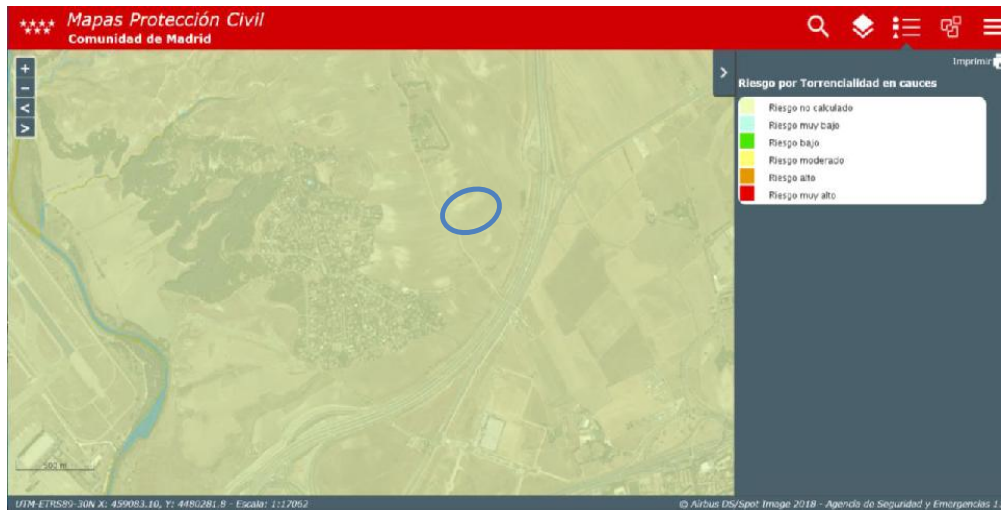 Mapas Protección Civil
Comunidad de Madrid
Imprimir
Riesgo por Torrencialidad en cauces
Riesgo no calculado
Riesgo muy bajo
Riesgo bajo
Riesgo moderado
Riesgo alto
Riesgo muy alto
500 m
UTM-ETRS89-30N X: 459083.10, Y: 4480281.8 - Escala: 1:17062
© Airbus DS/Spot Image 2018 - Agencia de Seguridad y Emergencias 1